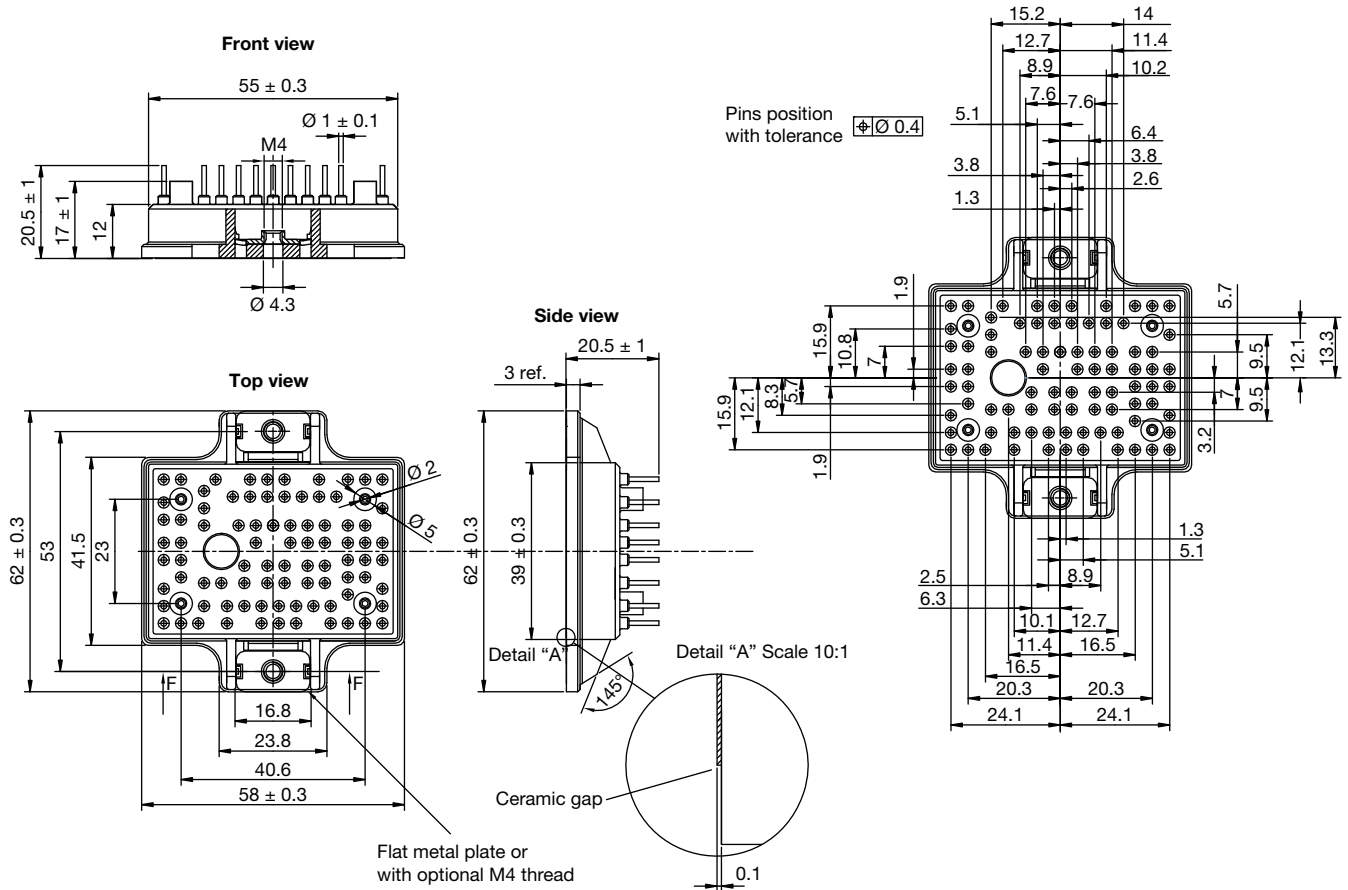 Front view
55 ± 0.3
Ø 1 ± 0.1
M4
20.5 ± 1
17 ± 1
12
Ø 4.3
Top view
62 ± 0.3
53
41.5
23
Ø 2
Ø 5
F
F
16.8
23.8
40.6
58 ± 0.3
Flat metal plate or
with optional M4 thread
Side view
20.5 ± 1
3 ref.
62 ± 0.3
39 ± 0.3
Detail “A”
145°
Detail “A” Scale 10:1
Ceramic gap
0.1
Pins position
with tolerance
⌖ Ø 0.4
15.2
14
12.7
11.4
8.9
10.2
7.6
7.6
5.1
6.4
3.8
3.8
2.6
1.3
1.9
15.9
10.8
7
5.7
13.3
12.1
9.5
15.9
12.1
8.3
5.7
1.9
7
9.5
3.2
1.3
5.1
2.5
8.9
6.3
10.1
12.7
11.4
16.5
16.5
20.3
20.3
24.1
24.1